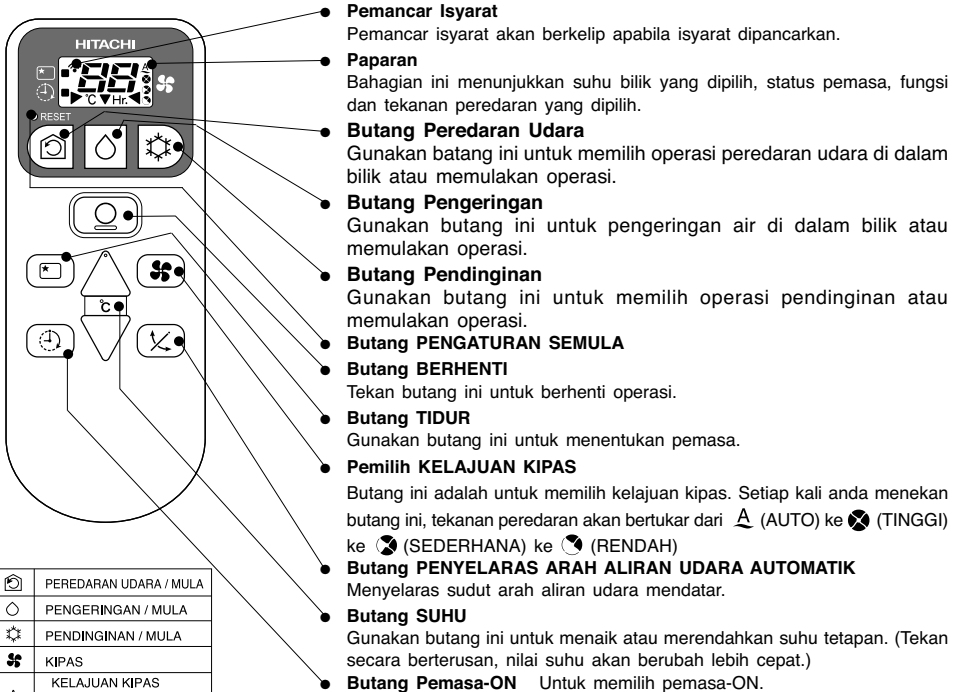 Pemancar Isyarat
Pemancar isyarat akan berkelip apabila isyarat dipancarkan.
Paparan
Bahagian ini menunjukkan suhu bilik yang dipilih, status pemasa, fungsi
dan tekanan peredaran yang dipilih.
Butang Peredaran Udara
Gunakan batang ini untuk memilih operasi peredaran udara di dalam
bilik atau memulakan operasi.
Butang Pengeringan
Gunakan butang ini untuk pengeringan air di dalam bilik atau
memulakan operasi.
Butang Pendinginan
Gunakan butang ini untuk memilih operasi pendinginan atau
memulakan operasi.
Butang PENGATURAN SEMULA
Butang BERHENTI
Tekan butang ini untuk berhenti operasi.
Butang TIDUR
Gunakan butang ini untuk menentukan pemasa.
Pemilih KELAJUAN KIPAS
Butang ini adalah untuk memilih kelajuan kipas. Setiap kali anda menekan
butang ini, tekanan peredaran akan bertukar dari A (AUTO) ke (TINGGI)
ke (SEDERHANA) ke (RENDAH)
Butang PENYELARAS ARAH ALIRAN UDARA AUTOMATIK
Menyelaras sudut arah aliran udara mendatar.
Butang SUHU
Gunakan butang ini untuk menaik atau merendahkan suhu tetapan. (Tekan
secara berterusan, nilai suhu akan berubah lebih cepat.)
Butang Pemasa-ON Untuk memilih pemasa-ON.
HITACHI
88 A
°C Hr.
RESET
°C
PEREDARAN UDARA / MULA
PENGERINGAN / MULA
PENDINGINAN / MULA
KIPAS
KELAJUAN KIPAS